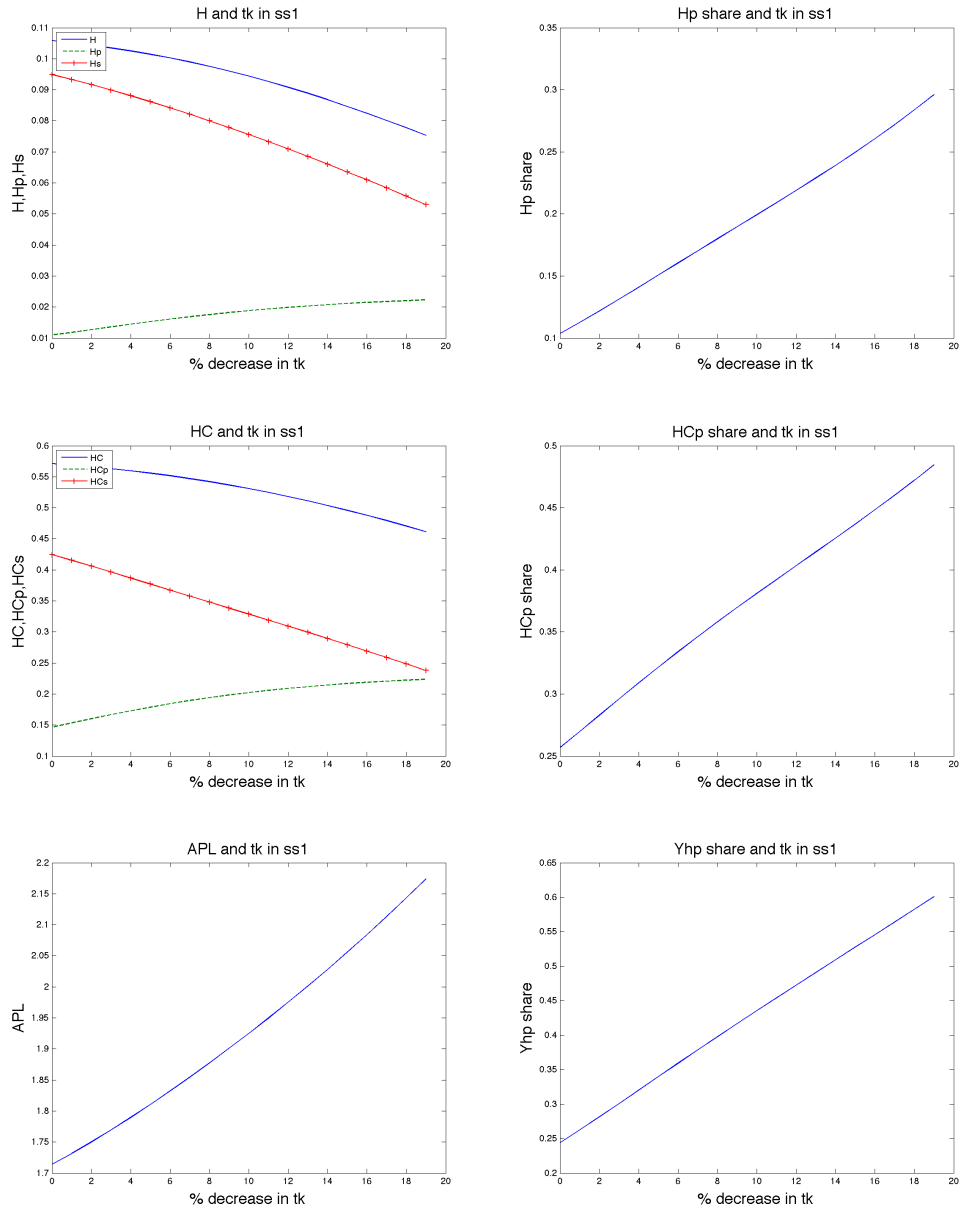 H and tk in ss1
H
Hp
Hs
0.11
0.1
0.09
0.08
0.07
0.06
0.05
0.04
0.03
0.02
0.01
H,Hp,Hs
0 2 4 6 8 10 12 14 16 18 20
% decrease in tk
Hp share and tk in ss1
0.35
0.3
0.25
0.2
0.15
0.1
Hp share
0 2 4 6 8 10 12 14 16 18 20
% decrease in tk
HC and tk in ss1
HC
HCp
HCs
0.6
0.55
0.5
0.45
0.4
0.35
0.3
0.25
0.2
0.15
0.1
HC,HCp,HCs
0 2 4 6 8 10 12 14 16 18 20
% decrease in tk
HCp share and tk in ss1
0.5
0.45
0.4
0.35
0.3
0.25
HCp share
0 2 4 6 8 10 12 14 16 18 20
% decrease in tk
APL and tk in ss1
2.2
2.15
2.1
2.05
2
1.95
1.9
1.85
1.8
1.75
1.7
APL
0 2 4 6 8 10 12 14 16 18 20
% decrease in tk
Yhp share and tk in ss1
0.65
0.6
0.55
0.5
0.45
0.4
0.35
0.3
0.25
0.2
Yhp share
0 2 4 6 8 10 12 14 16 18 20
% decrease in tk